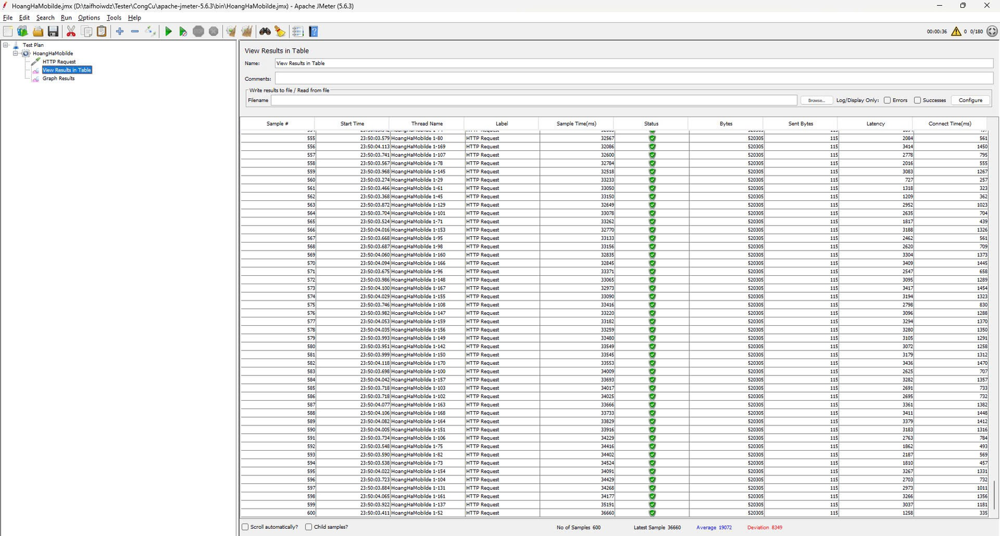 HoangHaMobilde.jmx (D:\taifhoiwdz\Tester\CongCu\apache-jmeter-5.6.3\bin\HoangHaMobilde.jmx) - Apache JMeter (5.6.3)
File Edit Search Run Options Tools Help
00:00:36 0 0/180
Test Plan
HoangHaMobilde
HTTP Request
View Results in Table
Graph Results
View Results in Table
Name: View Results in Table
Comments:
Write results to file / Read from file
Filename Browse... Log/Display Only: Errors Successes Configure
Sample # Start Time Thread Name Label Sample Time(ms) Status Bytes Sent Bytes Latency Connect Time(ms)
555 23:50:03.579 HoangHaMobilde 1-80 HTTP Request 32567 520305 115 2084 561
556 23:50:04.113 HoangHaMobilde 1-169 HTTP Request 32086 520305 115 3414 1450
557 23:50:03.741 HoangHaMobilde 1-107 HTTP Request 32600 520305 115 2778 795
558 23:50:03.567 HoangHaMobilde 1-78 HTTP Request 32784 520305 115 2016 555
559 23:50:03.968 HoangHaMobilde 1-145 HTTP Request 32518 520305 115 3083 1267
560 23:50:03.274 HoangHaMobilde 1-29 HTTP Request 33233 520305 115 727 257
561 23:50:03.466 HoangHaMobilde 1-61 HTTP Request 33050 520305 115 1318 323
562 23:50:03.368 HoangHaMobilde 1-45 HTTP Request 33150 520305 115 1209 362
563 23:50:03.872 HoangHaMobilde 1-129 HTTP Request 32649 520305 115 2952 1023
564 23:50:03.704 HoangHaMobilde 1-101 HTTP Request 33078 520305 115 2635 704
565 23:50:03.524 HoangHaMobilde 1-71 HTTP Request 33262 520305 115 1817 439
566 23:50:04.016 HoangHaMobilde 1-153 HTTP Request 32770 520305 115 3188 1326
567 23:50:03.668 HoangHaMobilde 1-95 HTTP Request 33133 520305 115 2462 561
568 23:50:03.687 HoangHaMobilde 1-98 HTTP Request 33156 520305 115 2620 709
569 23:50:04.060 HoangHaMobilde 1-160 HTTP Request 32835 520305 115 3304 1373
570 23:50:04.094 HoangHaMobilde 1-166 HTTP Request 32845 520305 115 3409 1445
571 23:50:03.675 HoangHaMobilde 1-96 HTTP Request 33371 520305 115 2547 658
572 23:50:03.986 HoangHaMobilde 1-148 HTTP Request 33065 520305 115 3095 1289
573 23:50:04.100 HoangHaMobilde 1-167 HTTP Request 32973 520305 115 3417 1454
574 23:50:04.029 HoangHaMobilde 1-155 HTTP Request 33090 520305 115 3194 1323
575 23:50:03.746 HoangHaMobilde 1-108 HTTP Request 33416 520305 115 2798 830
576 23:50:03.982 HoangHaMobilde 1-147 HTTP Request 33220 520305 115 3096 1288
577 23:50:04.053 HoangHaMobilde 1-159 HTTP Request 33182 520305 115 3294 1370
578 23:50:04.035 HoangHaMobilde 1-156 HTTP Request 33259 520305 115 3280 1350
579 23:50:03.993 HoangHaMobilde 1-149 HTTP Request 33480 520305 115 3105 1291
580 23:50:03.951 HoangHaMobilde 1-142 HTTP Request 33549 520305 115 3072 1258
581 23:50:03.999 HoangHaMobilde 1-150 HTTP Request 33545 520305 115 3179 1312
582 23:50:04.118 HoangHaMobilde 1-170 HTTP Request 33553 520305 115 3436 1470
583 23:50:03.698 HoangHaMobilde 1-100 HTTP Request 34009 520305 115 2625 707
584 23:50:04.042 HoangHaMobilde 1-157 HTTP Request 33693 520305 115 3282 1357
585 23:50:03.718 HoangHaMobilde 1-103 HTTP Request 34017 520305 115 2691 733
586 23:50:03.718 HoangHaMobilde 1-102 HTTP Request 34025 520305 115 2695 732
587 23:50:04.077 HoangHaMobilde 1-163 HTTP Request 33666 520305 115 3361 1382
588 23:50:04.106 HoangHaMobilde 1-168 HTTP Request 33733 520305 115 3411 1448
589 23:50:04.082 HoangHaMobilde 1-164 HTTP Request 33829 520305 115 3379 1412
590 23:50:04.005 HoangHaMobilde 1-151 HTTP Request 33916 520305 115 3183 1316
591 23:50:03.734 HoangHaMobilde 1-106 HTTP Request 34229 520305 115 2763 784
592 23:50:03.548 HoangHaMobilde 1-75 HTTP Request 34416 520305 115 1862 493
593 23:50:03.590 HoangHaMobilde 1-82 HTTP Request 34402 520305 115 2187 569
594 23:50:03.538 HoangHaMobilde 1-73 HTTP Request 34524 520305 115 1810 457
595 23:50:04.022 HoangHaMobilde 1-154 HTTP Request 34091 520305 115 3267 1331
596 23:50:03.723 HoangHaMobilde 1-104 HTTP Request 34429 520305 115 2703 732
597 23:50:03.884 HoangHaMobilde 1-131 HTTP Request 34268 520305 115 2973 1011
598 23:50:04.065 HoangHaMobilde 1-161 HTTP Request 34177 520305 115 3266 1356
599 23:50:03.922 HoangHaMobilde 1-137 HTTP Request 35191 520305 115 3037 1181
600 23:50:03.411 HoangHaMobilde 1-52 HTTP Request 36660 520305 115 1258 335
Scroll automatically? Child samples? No of Samples 600 Latest Sample 36660 Average 19072 Deviation 8349